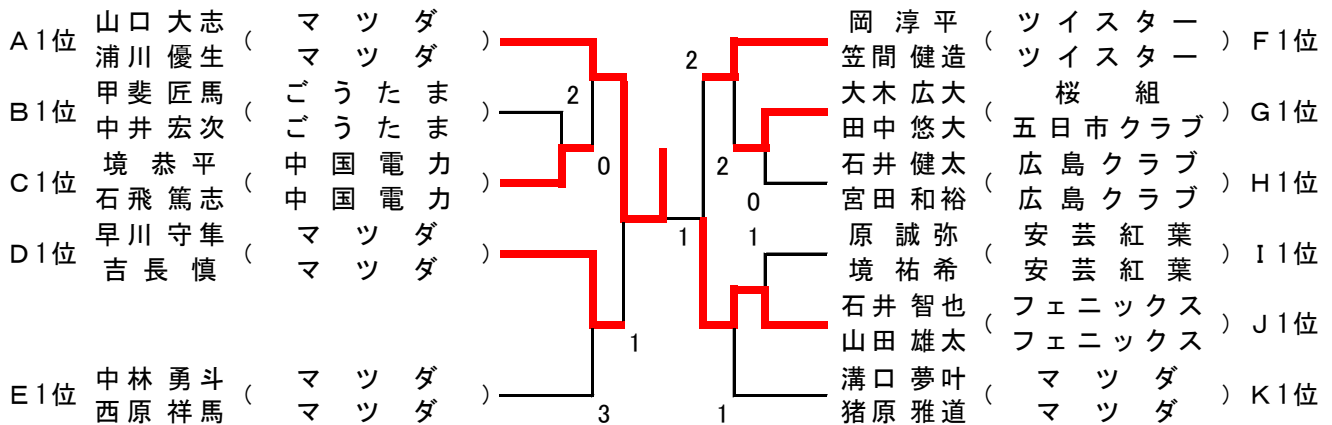 A1位 山口大志 浦川優生 ( マツダ マツダ )
2
B1位 甲斐匠馬 中井宏次 ( ごうたま ごうたま )
C1位 境恭平 石飛篤志 ( 中国電力 中国電力 )
0
D1位 早川守隼 吉長慎 ( マツダ マツダ )
1
E1位 中林勇斗 西原祥馬 ( マツダ マツダ )
3
1
岡淳平 笠間健造 ( ツイスター ツイスター ) F1位
2
大木広大 田中悠大 ( 桜組 五日市クラブ ) G1位
2
石井健太 宮田和裕 ( 広島クラブ 広島クラブ ) H1位
0
1
原誠弥 境祐希 ( 安芸紅葉 安芸紅葉 ) I1位
石井智也 山田雄太 ( フェニックス フェニックス ) J1位
溝口夢叶 猪原雅道 ( マツダ マツダ ) K1位
1